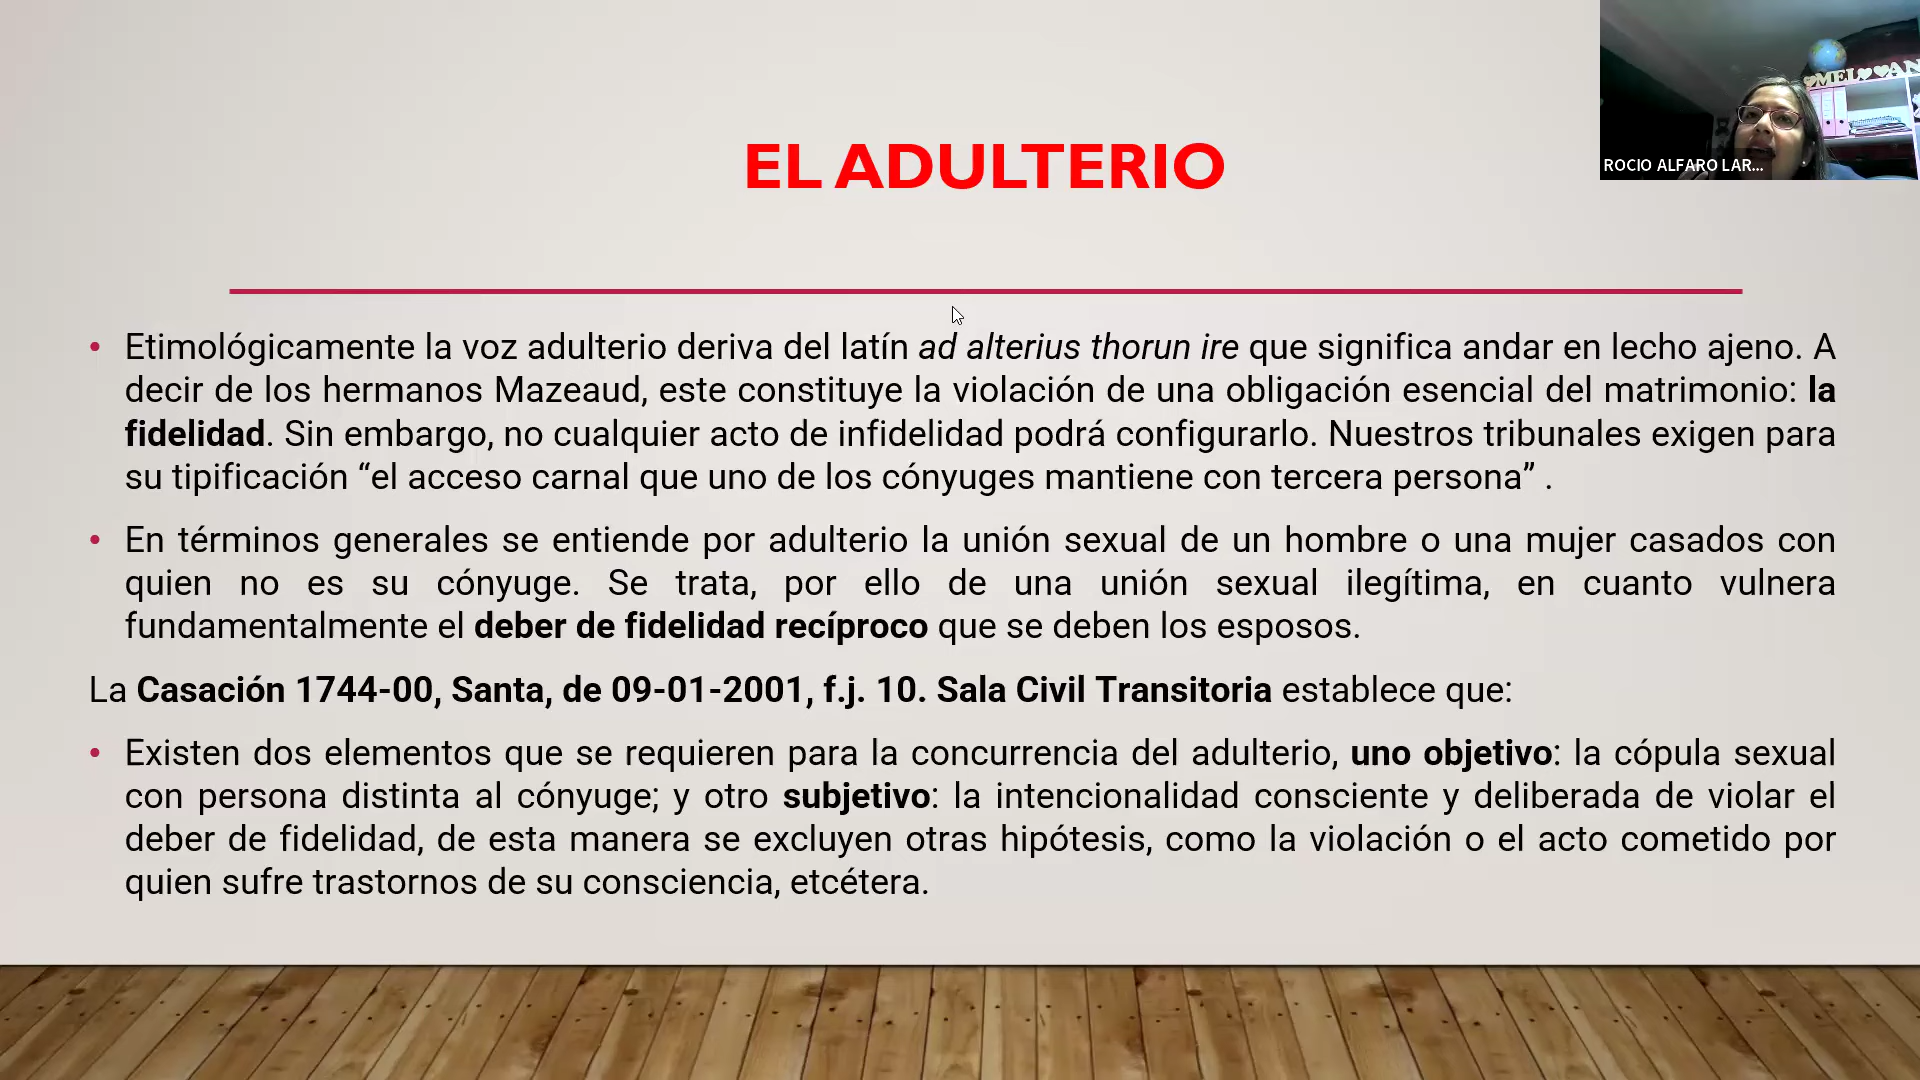 EL ADULTERIO
MEL AN
ROCIO ALFARO LAR...
• Etimológicamente la voz adulterio deriva del latín ad alterius thorun ire que significa andar en lecho ajeno. A
decir de los hermanos Mazeaud, este constituye la violación de una obligación esencial del matrimonio: la
fidelidad. Sin embargo, no cualquier acto de infidelidad podrá configurarlo. Nuestros tribunales exigen para
su tipificación “el acceso carnal que uno de los cónyuges mantiene con tercera persona” .
• En términos generales se entiende por adulterio la unión sexual de un hombre o una mujer casados con
quien no es su cónyuge. Se trata, por ello de una unión sexual ilegítima, en cuanto vulnera
fundamentalmente el deber de fidelidad recíproco que se deben los esposos.
La Casación 1744-00, Santa, de 09-01-2001, f.j. 10. Sala Civil Transitoria establece que:
• Existen dos elementos que se requieren para la concurrencia del adulterio, uno objetivo: la cópula sexual
con persona distinta al cónyuge; y otro subjetivo: la intencionalidad consciente y deliberada de violar el
deber de fidelidad, de esta manera se excluyen otras hipótesis, como la violación o el acto cometido por
quien sufre trastornos de su consciencia, etcétera.